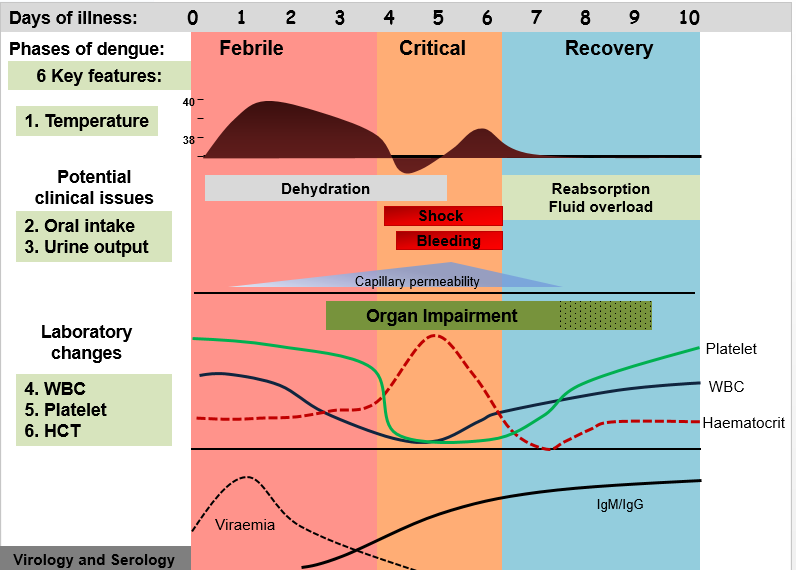 Days of illness: 0 1 2 3 4 5 6 7 8 9 10
Phases of dengue: Febrile Critical Recovery
6 Key features:
40
1. Temperature
38
Potential
clinical issues
Dehydration
Reabsorption
Fluid overload
2. Oral intake
3. Urine output
Shock
Bleeding
Capillary permeability
Organ Impairment
Laboratory
changes
Platelet
4. WBC
5. Platelet
6. HCT
WBC
Haematocrit
IgM/IgG
Viraemia
Virology and Serology